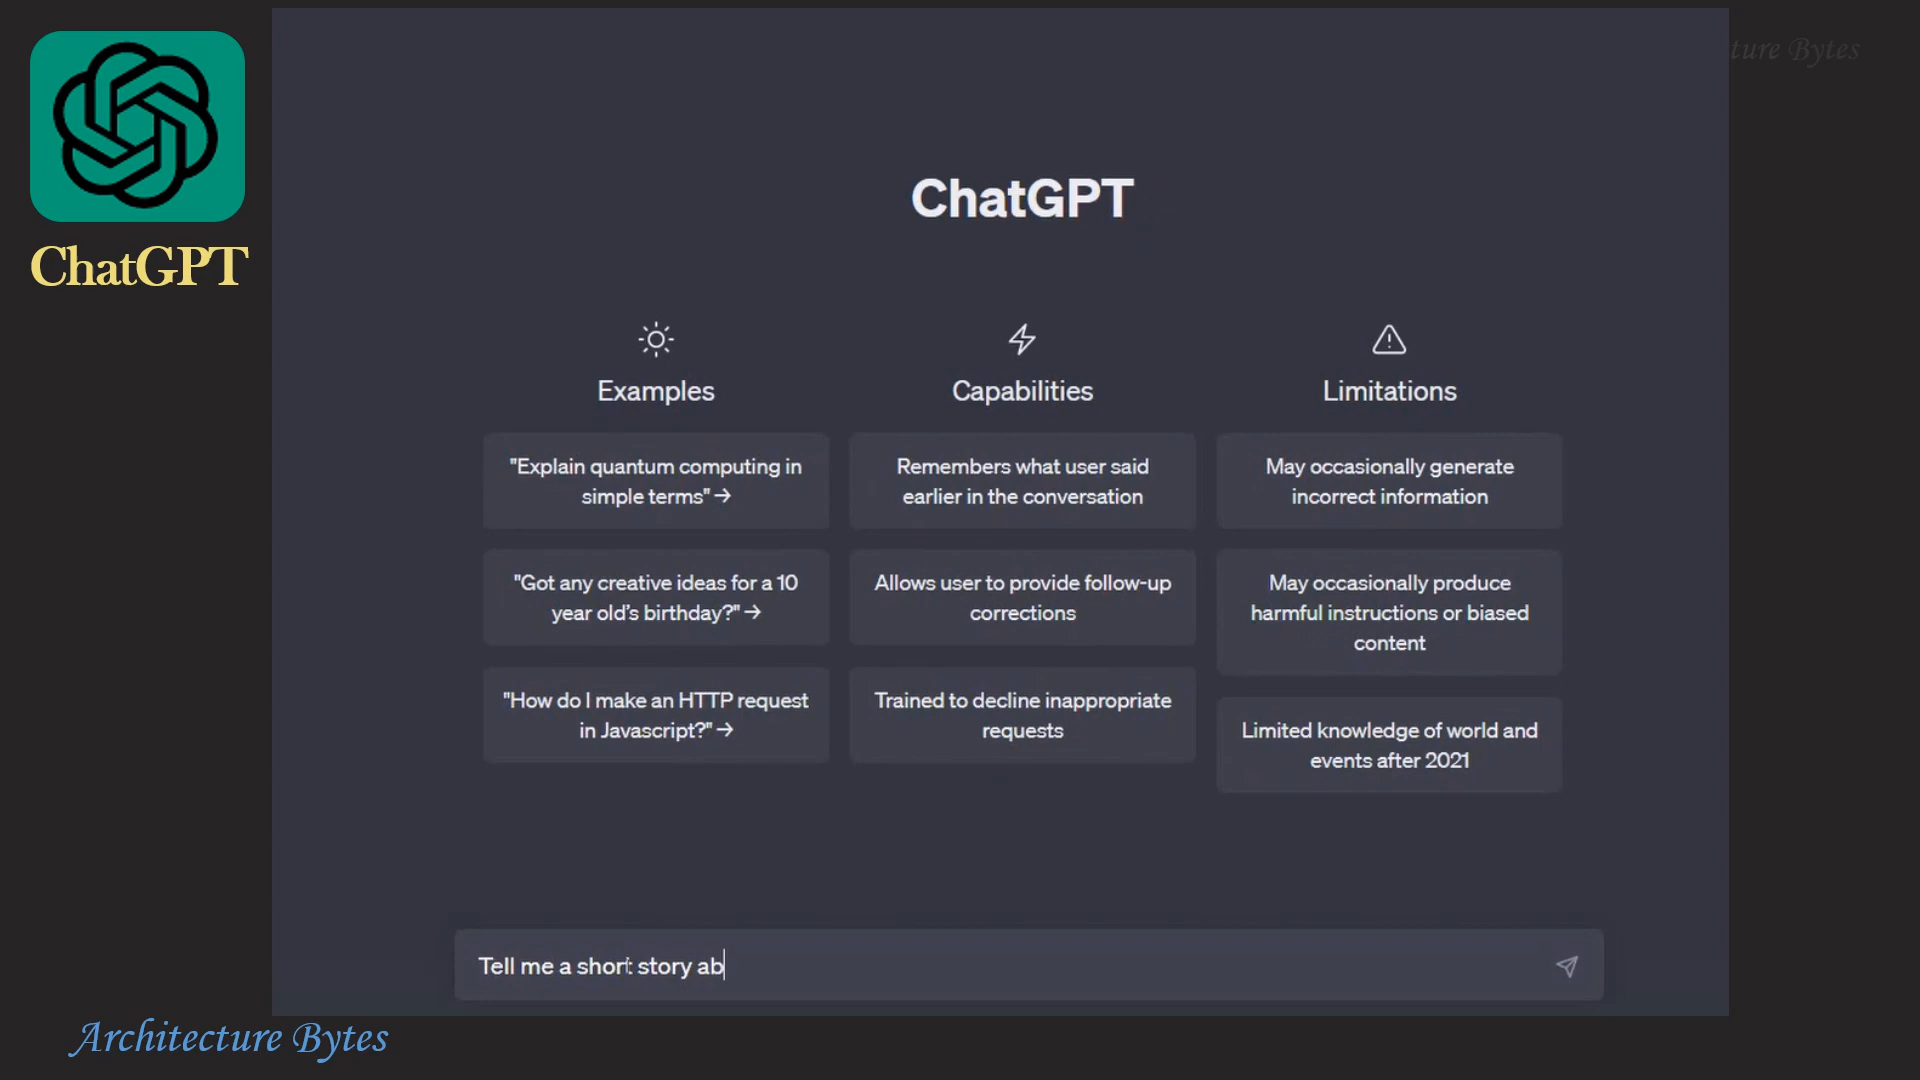 ChatGPT
ture Bytes
ChatGPT
Examples
"Explain quantum computing in
simple terms" →
"Got any creative ideas for a 10
year old's birthday?" →
"How do I make an HTTP request
in Javascript?" →
Capabilities
Remembers what user said
earlier in the conversation
Allows user to provide follow-up
corrections
Trained to decline inappropriate
requests
Limitations
May occasionally generate
incorrect information
May occasionally produce
harmful instructions or biased
content
Limited knowledge of world and
events after 2021
Tell me a short story ab
Architecture Bytes